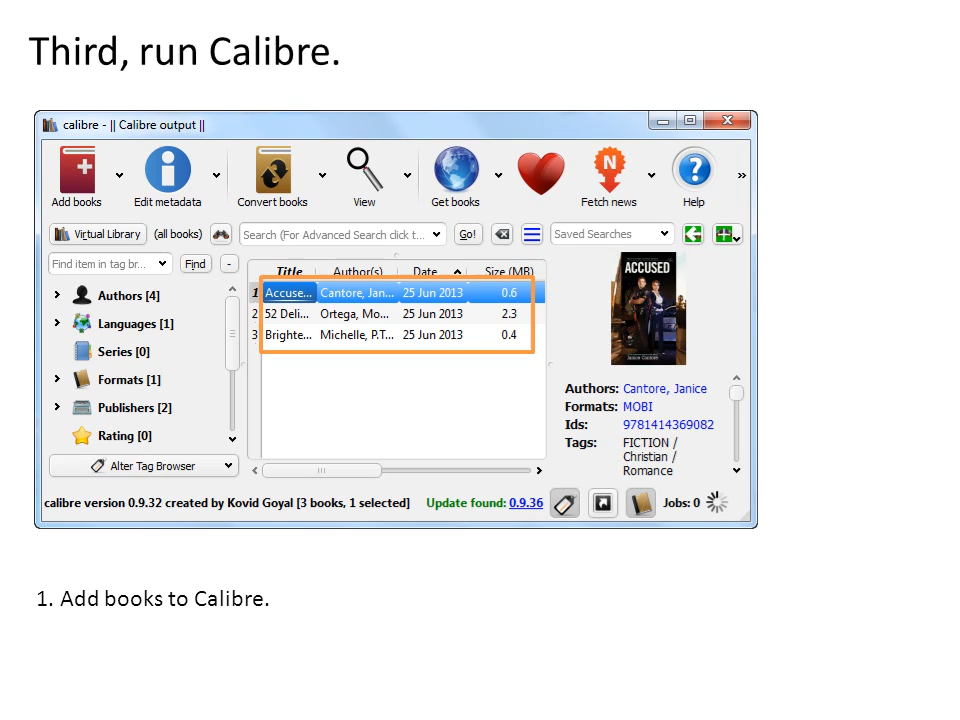 Third, run Calibre.
calibre - || Calibre output ||
Add books Edit metadata Convert books View Get books Fetch news Help »
Virtual Library (all books) Search (For Advanced Search click t... Go! Saved Searches
Find item in tag br... Find -
Title Author(s) Date Size (MB)
1 Accuse... Cantore, Jan... 25 Jun 2013 0.6
2 52 Deli... Ortega, Mo... 25 Jun 2013 2.3
3 Brighte... Michelle, P.T... 25 Jun 2013 0.4
Authors [4]
Languages [1]
Series [0]
Formats [1]
Publishers [2]
Rating [0]
Alter Tag Browser
ACCUSED
Janice Cantore
Authors: Cantore, Janice
Formats: MOBI
Ids: 9781414369082
Tags: FICTION /
Christian /
Romance
calibre version 0.9.32 created by Kovid Goyal [3 books, 1 selected] Update found: 0.9.36 Jobs: 0
1. Add books to Calibre.